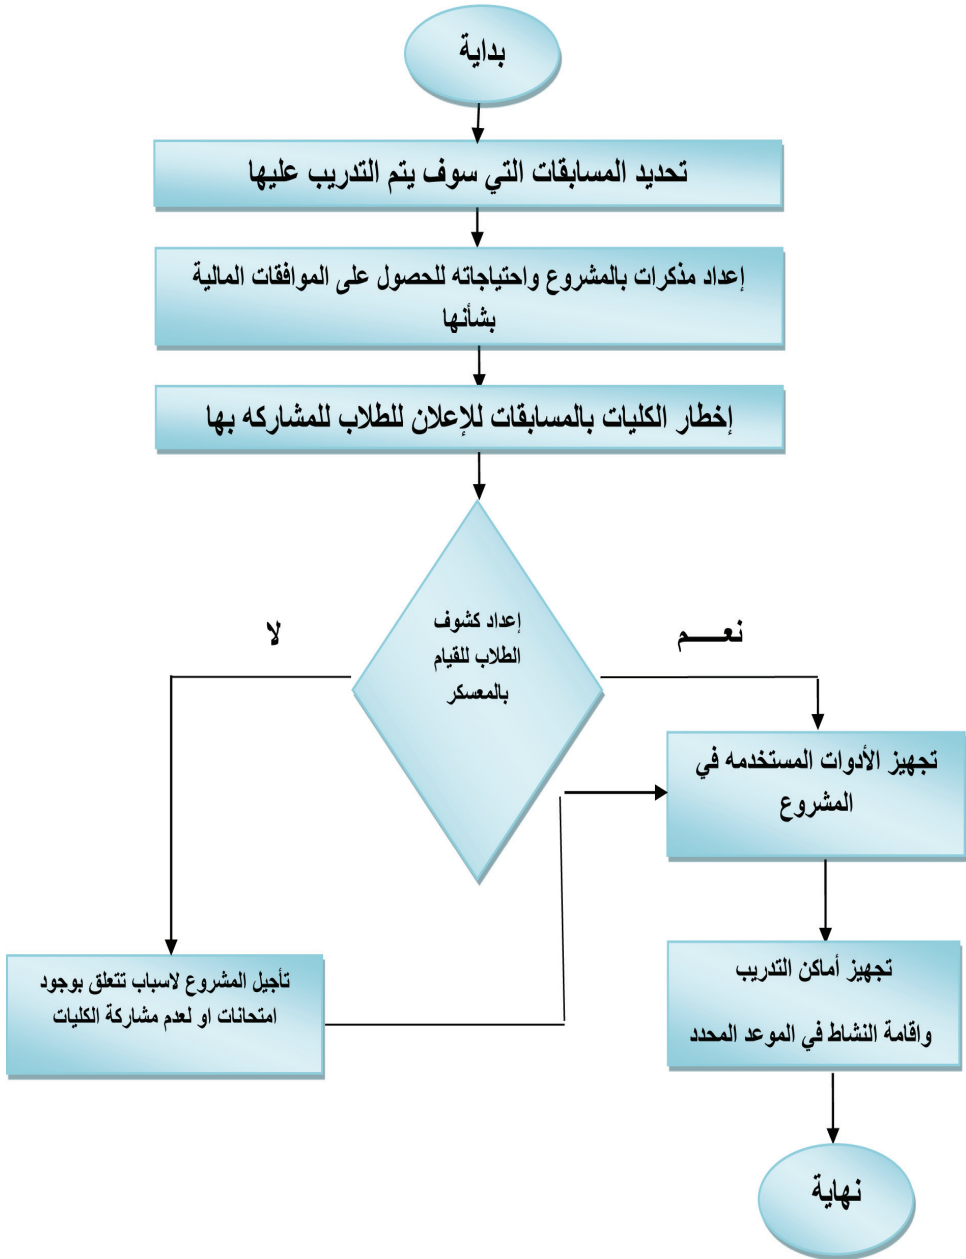 بداية
تحديد المسابقات التي سوف يتم التدريب عليها
إعداد مذكرات بالمشروع واحتياجاته للحصول على الموافقات المالية
بشأنها
إخطار الكليات بالمسابقات للإعلان للطلاب للمشاركه بها
إعداد كشوف
الطلاب للقيام
بالمعسكر
نعــــم
لا
تجهيز الأدوات المستخدمه في
المشروع
تأجيل المشروع لاسباب تتعلق بوجود
امتحانات او لعدم مشاركة الكليات
تجهيز أماكن التدريب
واقامة النشاط في الموعد المحدد
نهاية